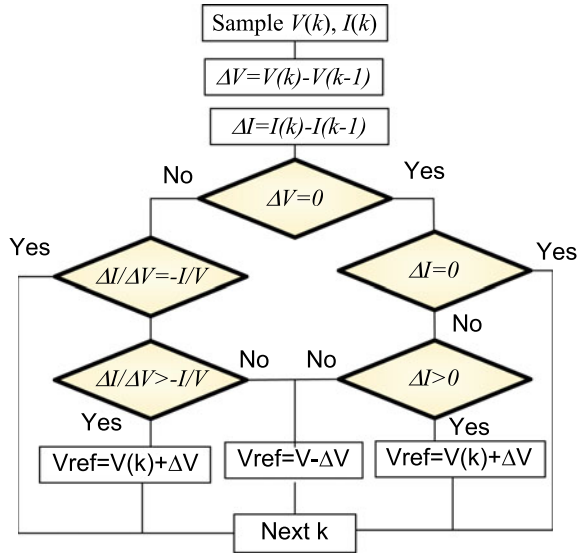 Sample V(k), I(k)
ΔV=V(k)-V(k-1)
ΔI=I(k)-I(k-1)
No
Yes
ΔV=0
Yes
Yes
ΔI/ΔV=-I/V
ΔI=0
No
ΔI/ΔV>-I/V
No
No
ΔI>0
Yes
Yes
Vref=V(k)+ΔV
Vref=V-ΔV
Vref=V(k)+ΔV
Next k